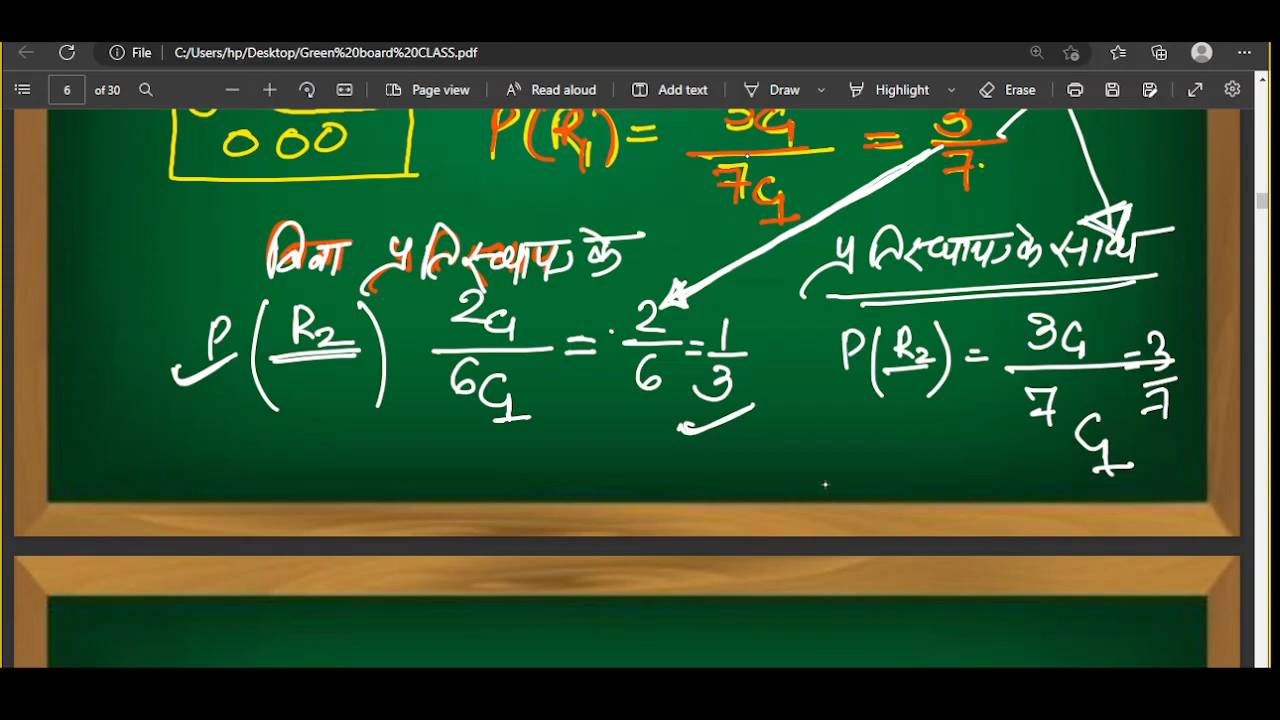 File C:/Users/hp/Desktop/Green%20board%20CLASS.pdf
6 of 30 Page view Read aloud Add text Draw Highlight Erase
000
P(R1) = 3C1/7C1 = 3/7
बिना प्रतिस्थापन के
प्रतिस्थापन के साथ
P(R2) 2C1/6C1 = 2/6 = 1/3
P(R2) = 3C1/7C1 = 3/7